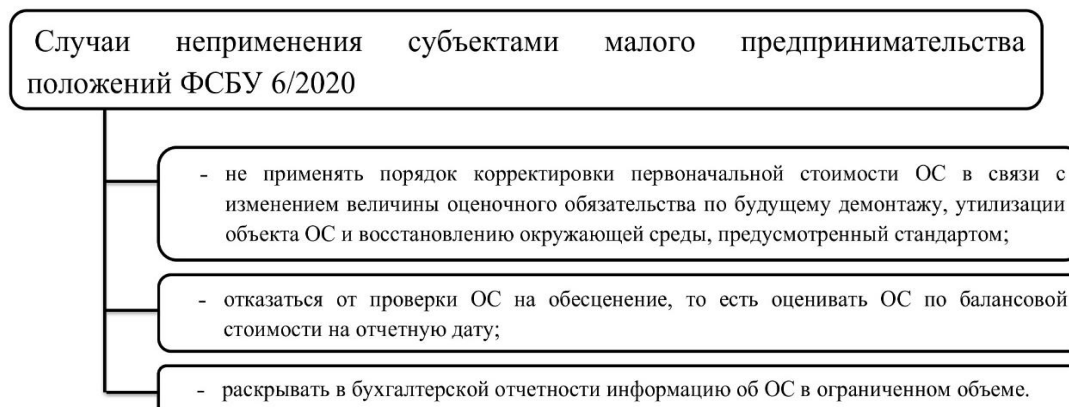 Случаи неприменения субъектами малого предпринимательства
положений ФСБУ 6/2020
- не применять порядок корректировки первоначальной стоимости ОС в связи с
изменением величины оценочного обязательства по будущему демонтажу, утилизации
объекта ОС и восстановлению окружающей среды, предусмотренный стандартом;
- отказаться от проверки ОС на обесценение, то есть оценивать ОС по балансовой
стоимости на отчетную дату;
- раскрывать в бухгалтерской отчетности информацию об ОС в ограниченном объеме.